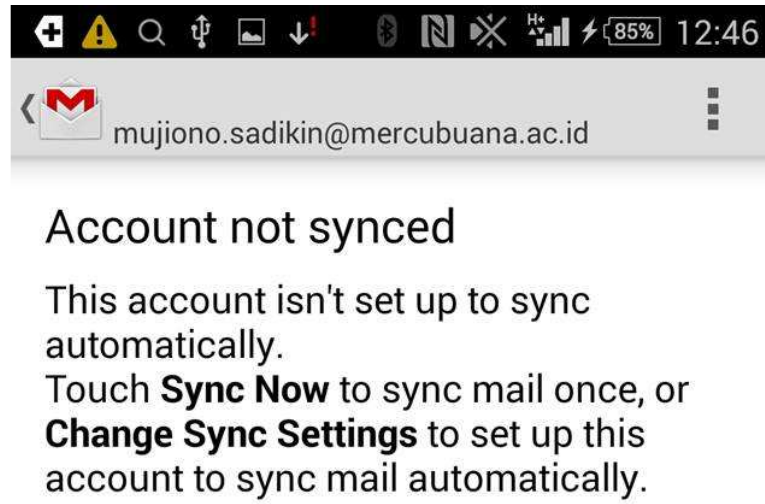 H+ 85% 12:46
mujiono.sadikin@mercubuana.ac.id
Account not synced
This account isn't set up to sync
automatically.
Touch Sync Now to sync mail once, or
Change Sync Settings to set up this
account to sync mail automatically.